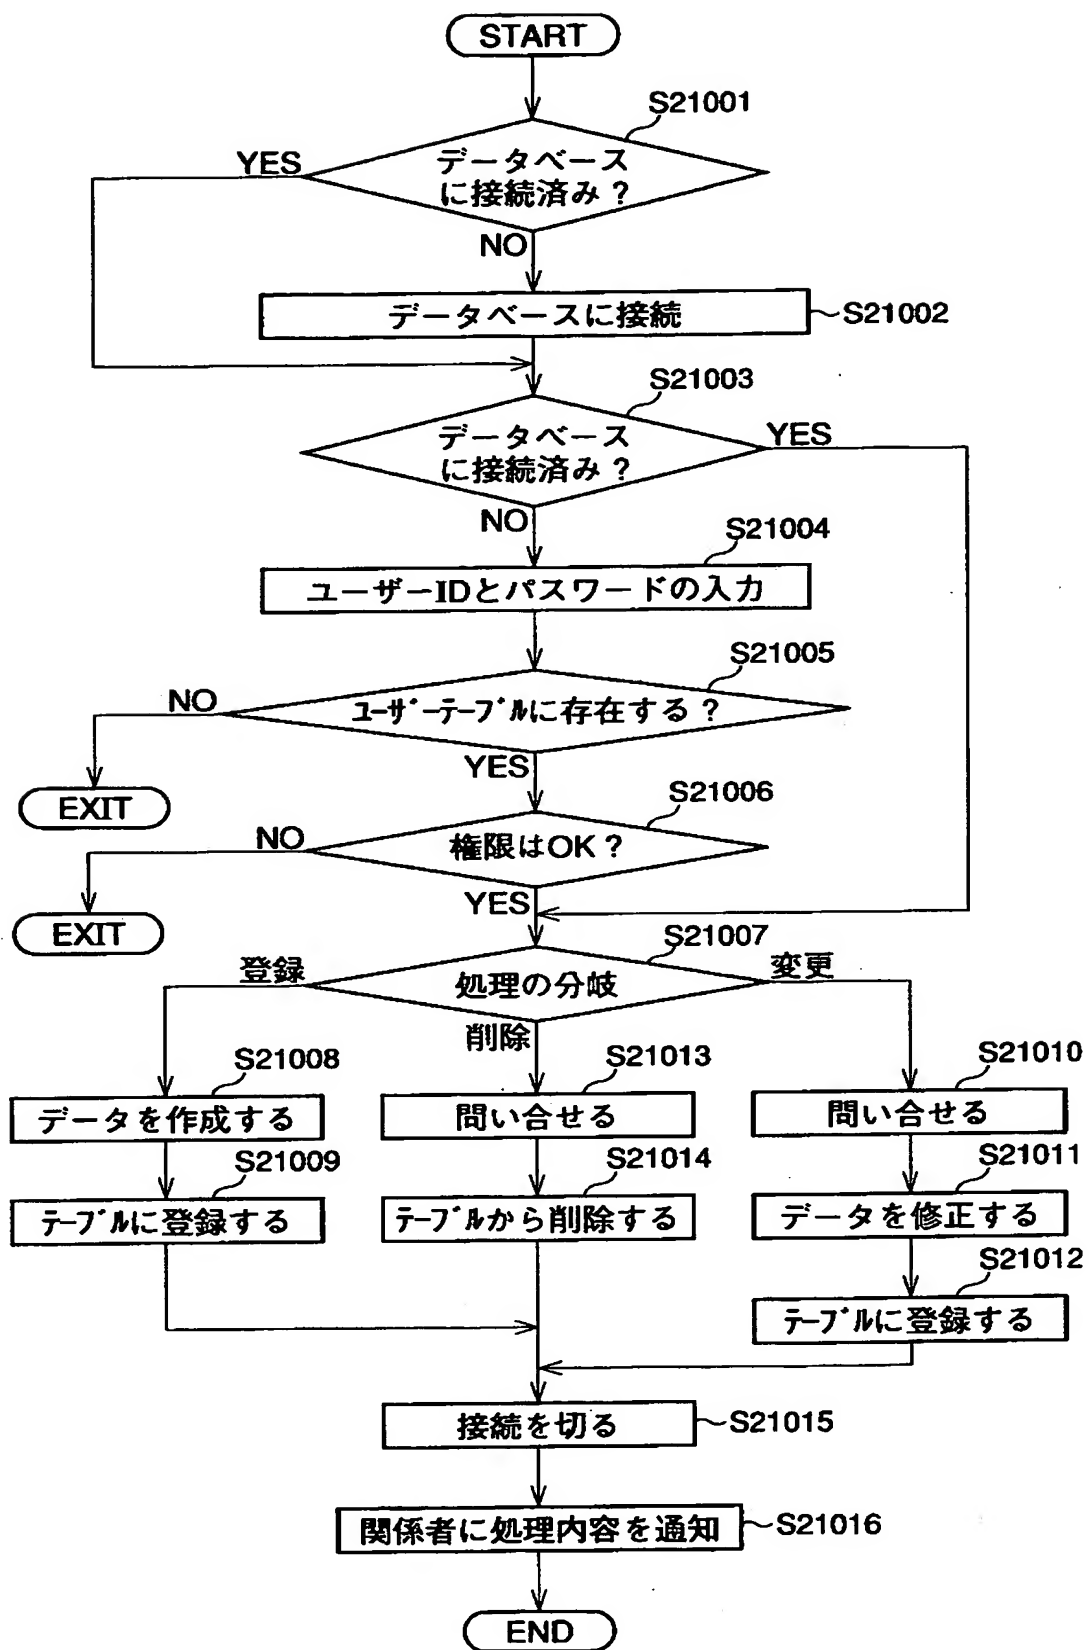 START
S21001
データベース
に接続済み?
YES
NO
データベースに接続
S21002
S21003
データベース
に接続済み?
YES
NO
S21004
ユーザーIDとパスワードの入力
S21005
ユーザーテーブルに存在する?
NO
YES
EXIT
S21006
権限はOK?
NO
YES
EXIT
S21007
処理の分岐
登録
削除
変更
S21008
データを作成する
S21013
問い合せる
S21010
問い合せる
S21009
テーブルに登録する
S21014
テーブルから削除する
S21011
データを修正する
S21012
テーブルに登録する
接続を切る
S21015
関係者に処理内容を通知
S21016
END